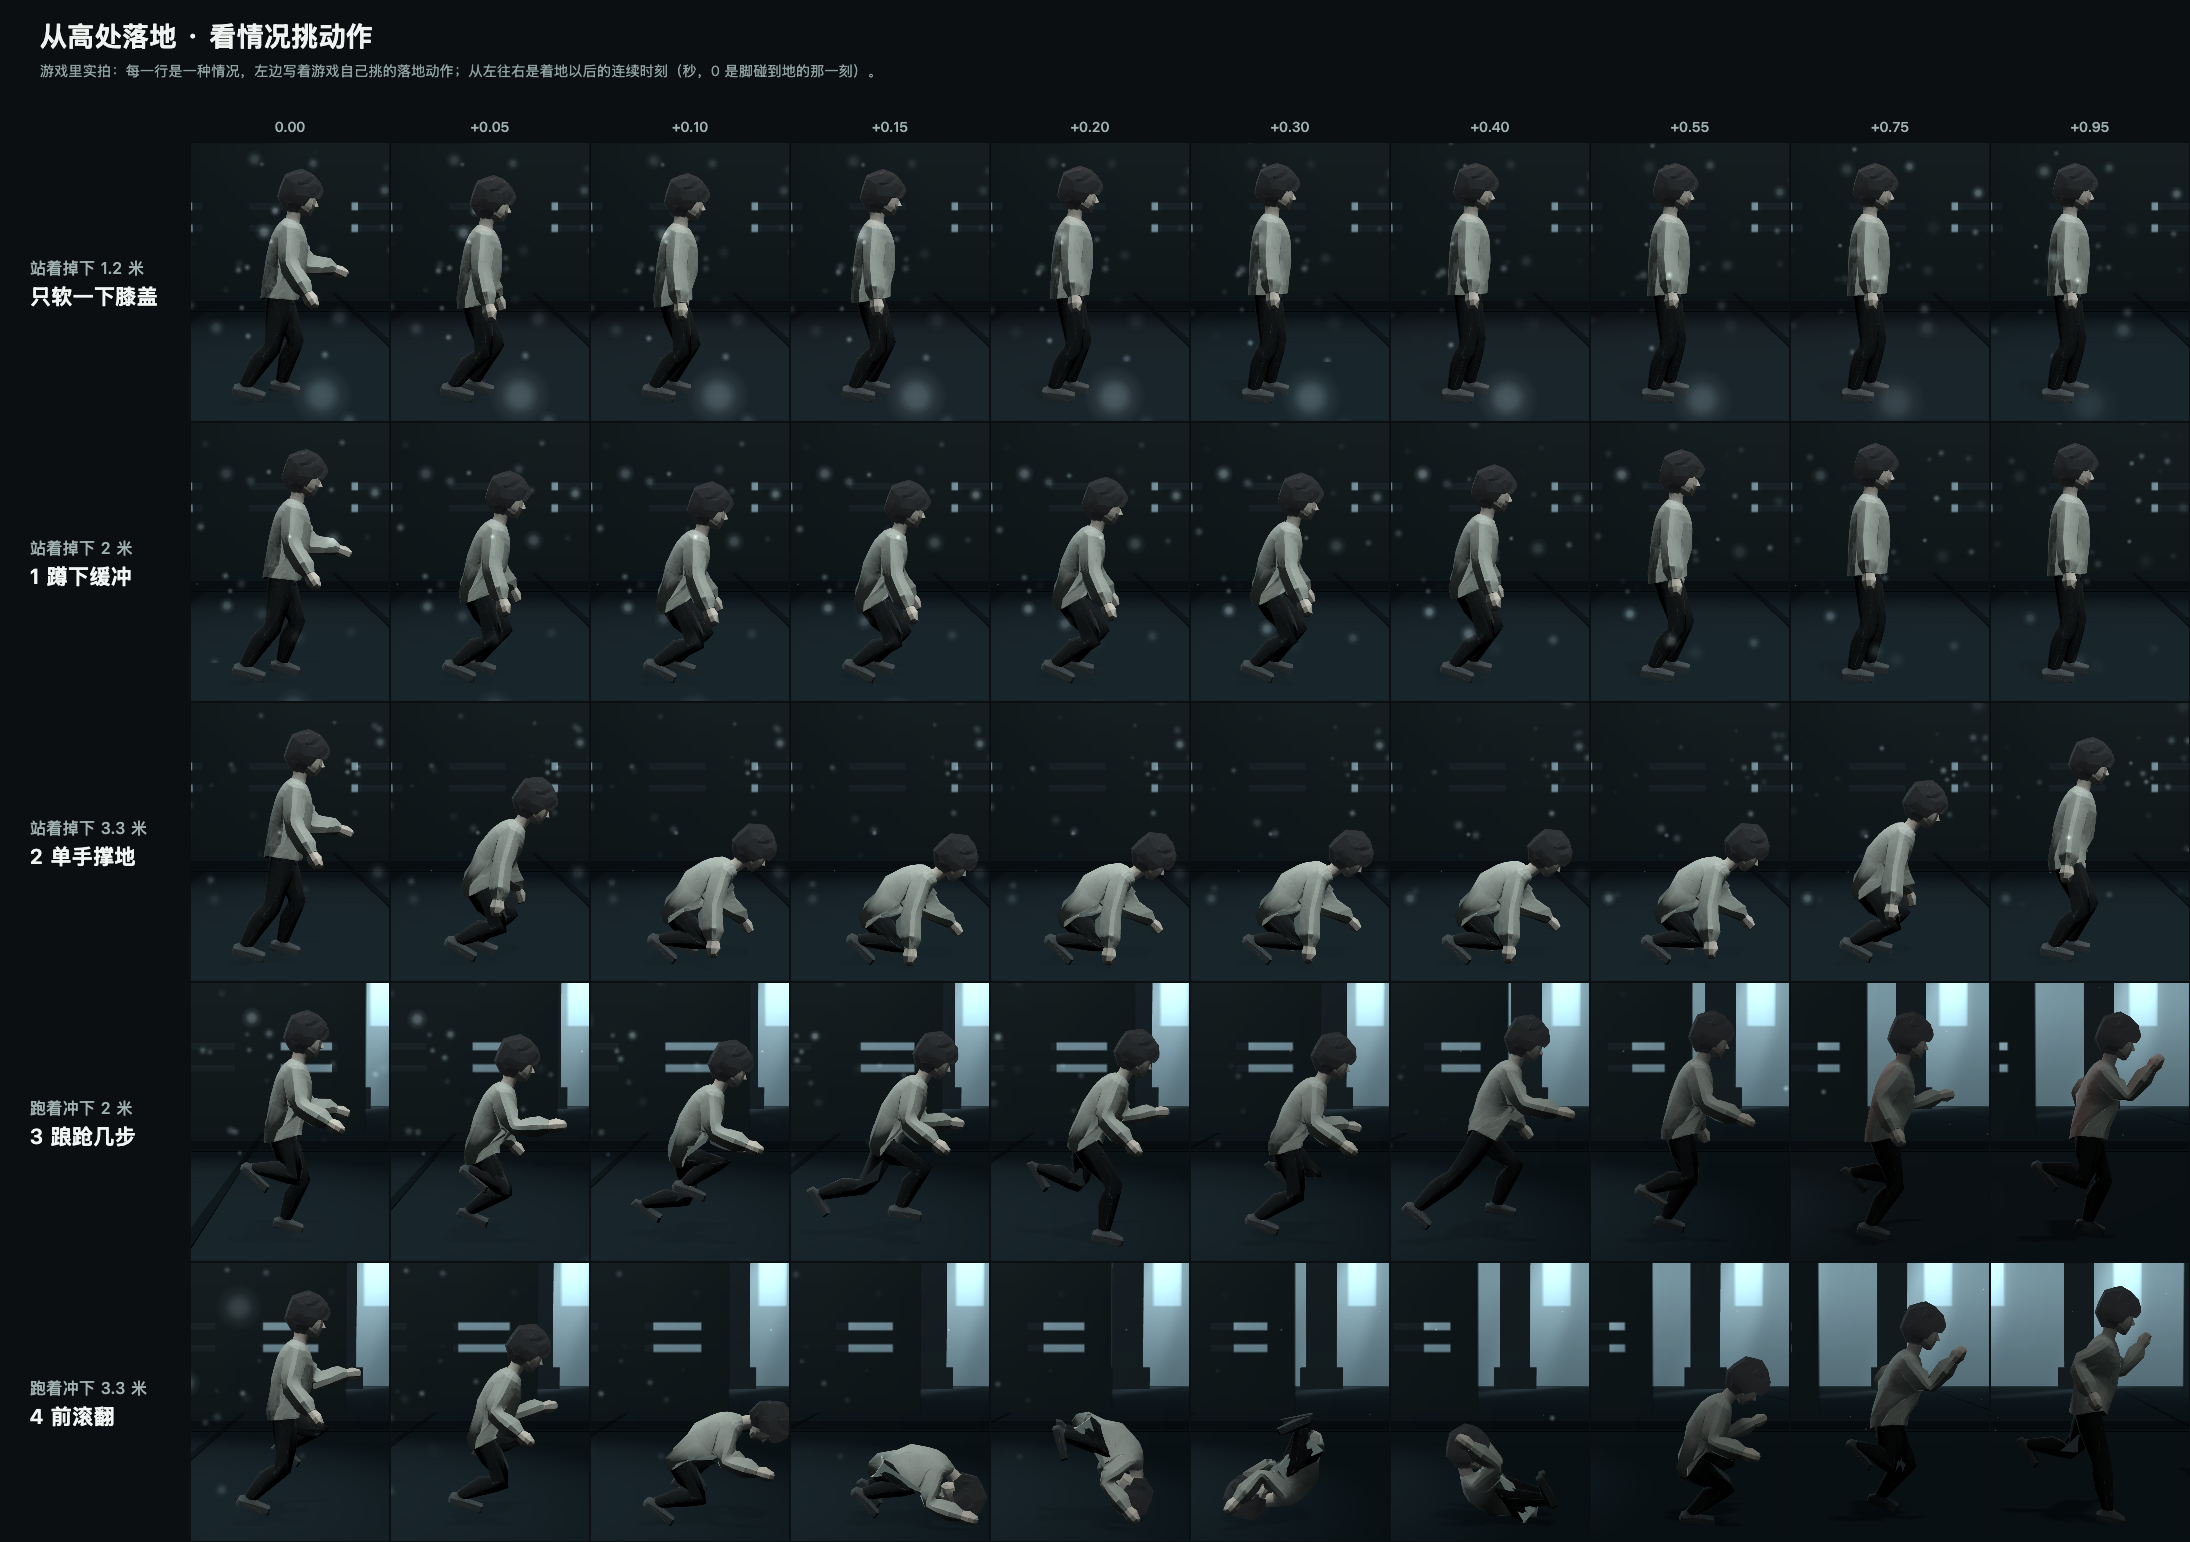 从高处落地 · 看情况挑动作
游戏里实拍：每一行是一种情况，左边写着游戏自己挑的落地动作；从左往右是着地以后的连续时刻（秒，0 是脚碰到地的那一刻）。
0.00 +0.05 +0.10 +0.15 +0.20 +0.30 +0.40 +0.55 +0.75 +0.95
站着掉下 1.2 米
只软一下膝盖
站着掉下 2 米
1 蹲下缓冲
站着掉下 3.3 米
2 单手撑地
跑着冲下 2 米
3 踉跄几步
跑着冲下 3.3 米
4 前滚翻